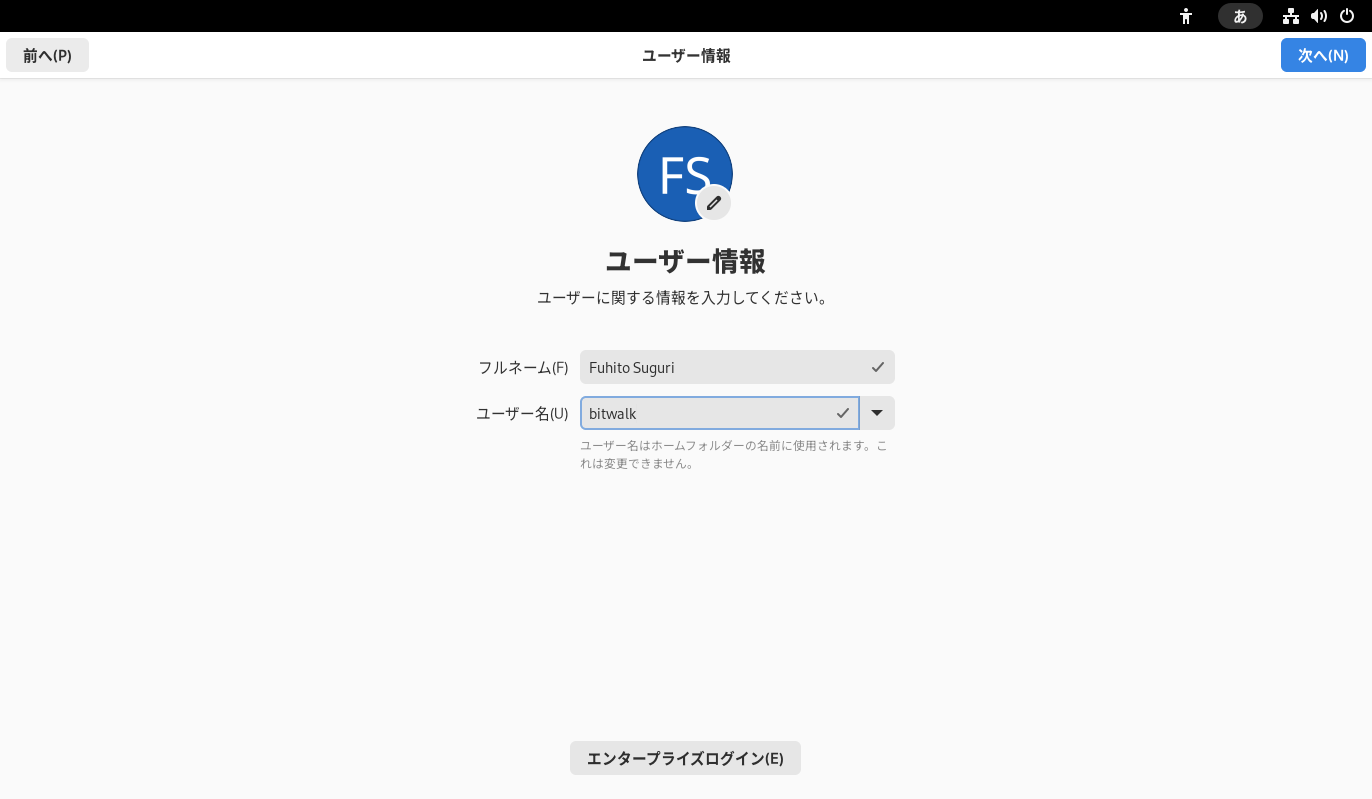 あ
前へ(P)
ユーザー情報
次へ(N)
FS
ユーザー情報
ユーザーに関する情報を入力してください。
フルネーム(F)
Fuhito Suguri
ユーザー名(U)
bitwalk
ユーザー名はホームフォルダーの名前に使用されます。こ
れは変更できません。
エンタープライズログイン(E)